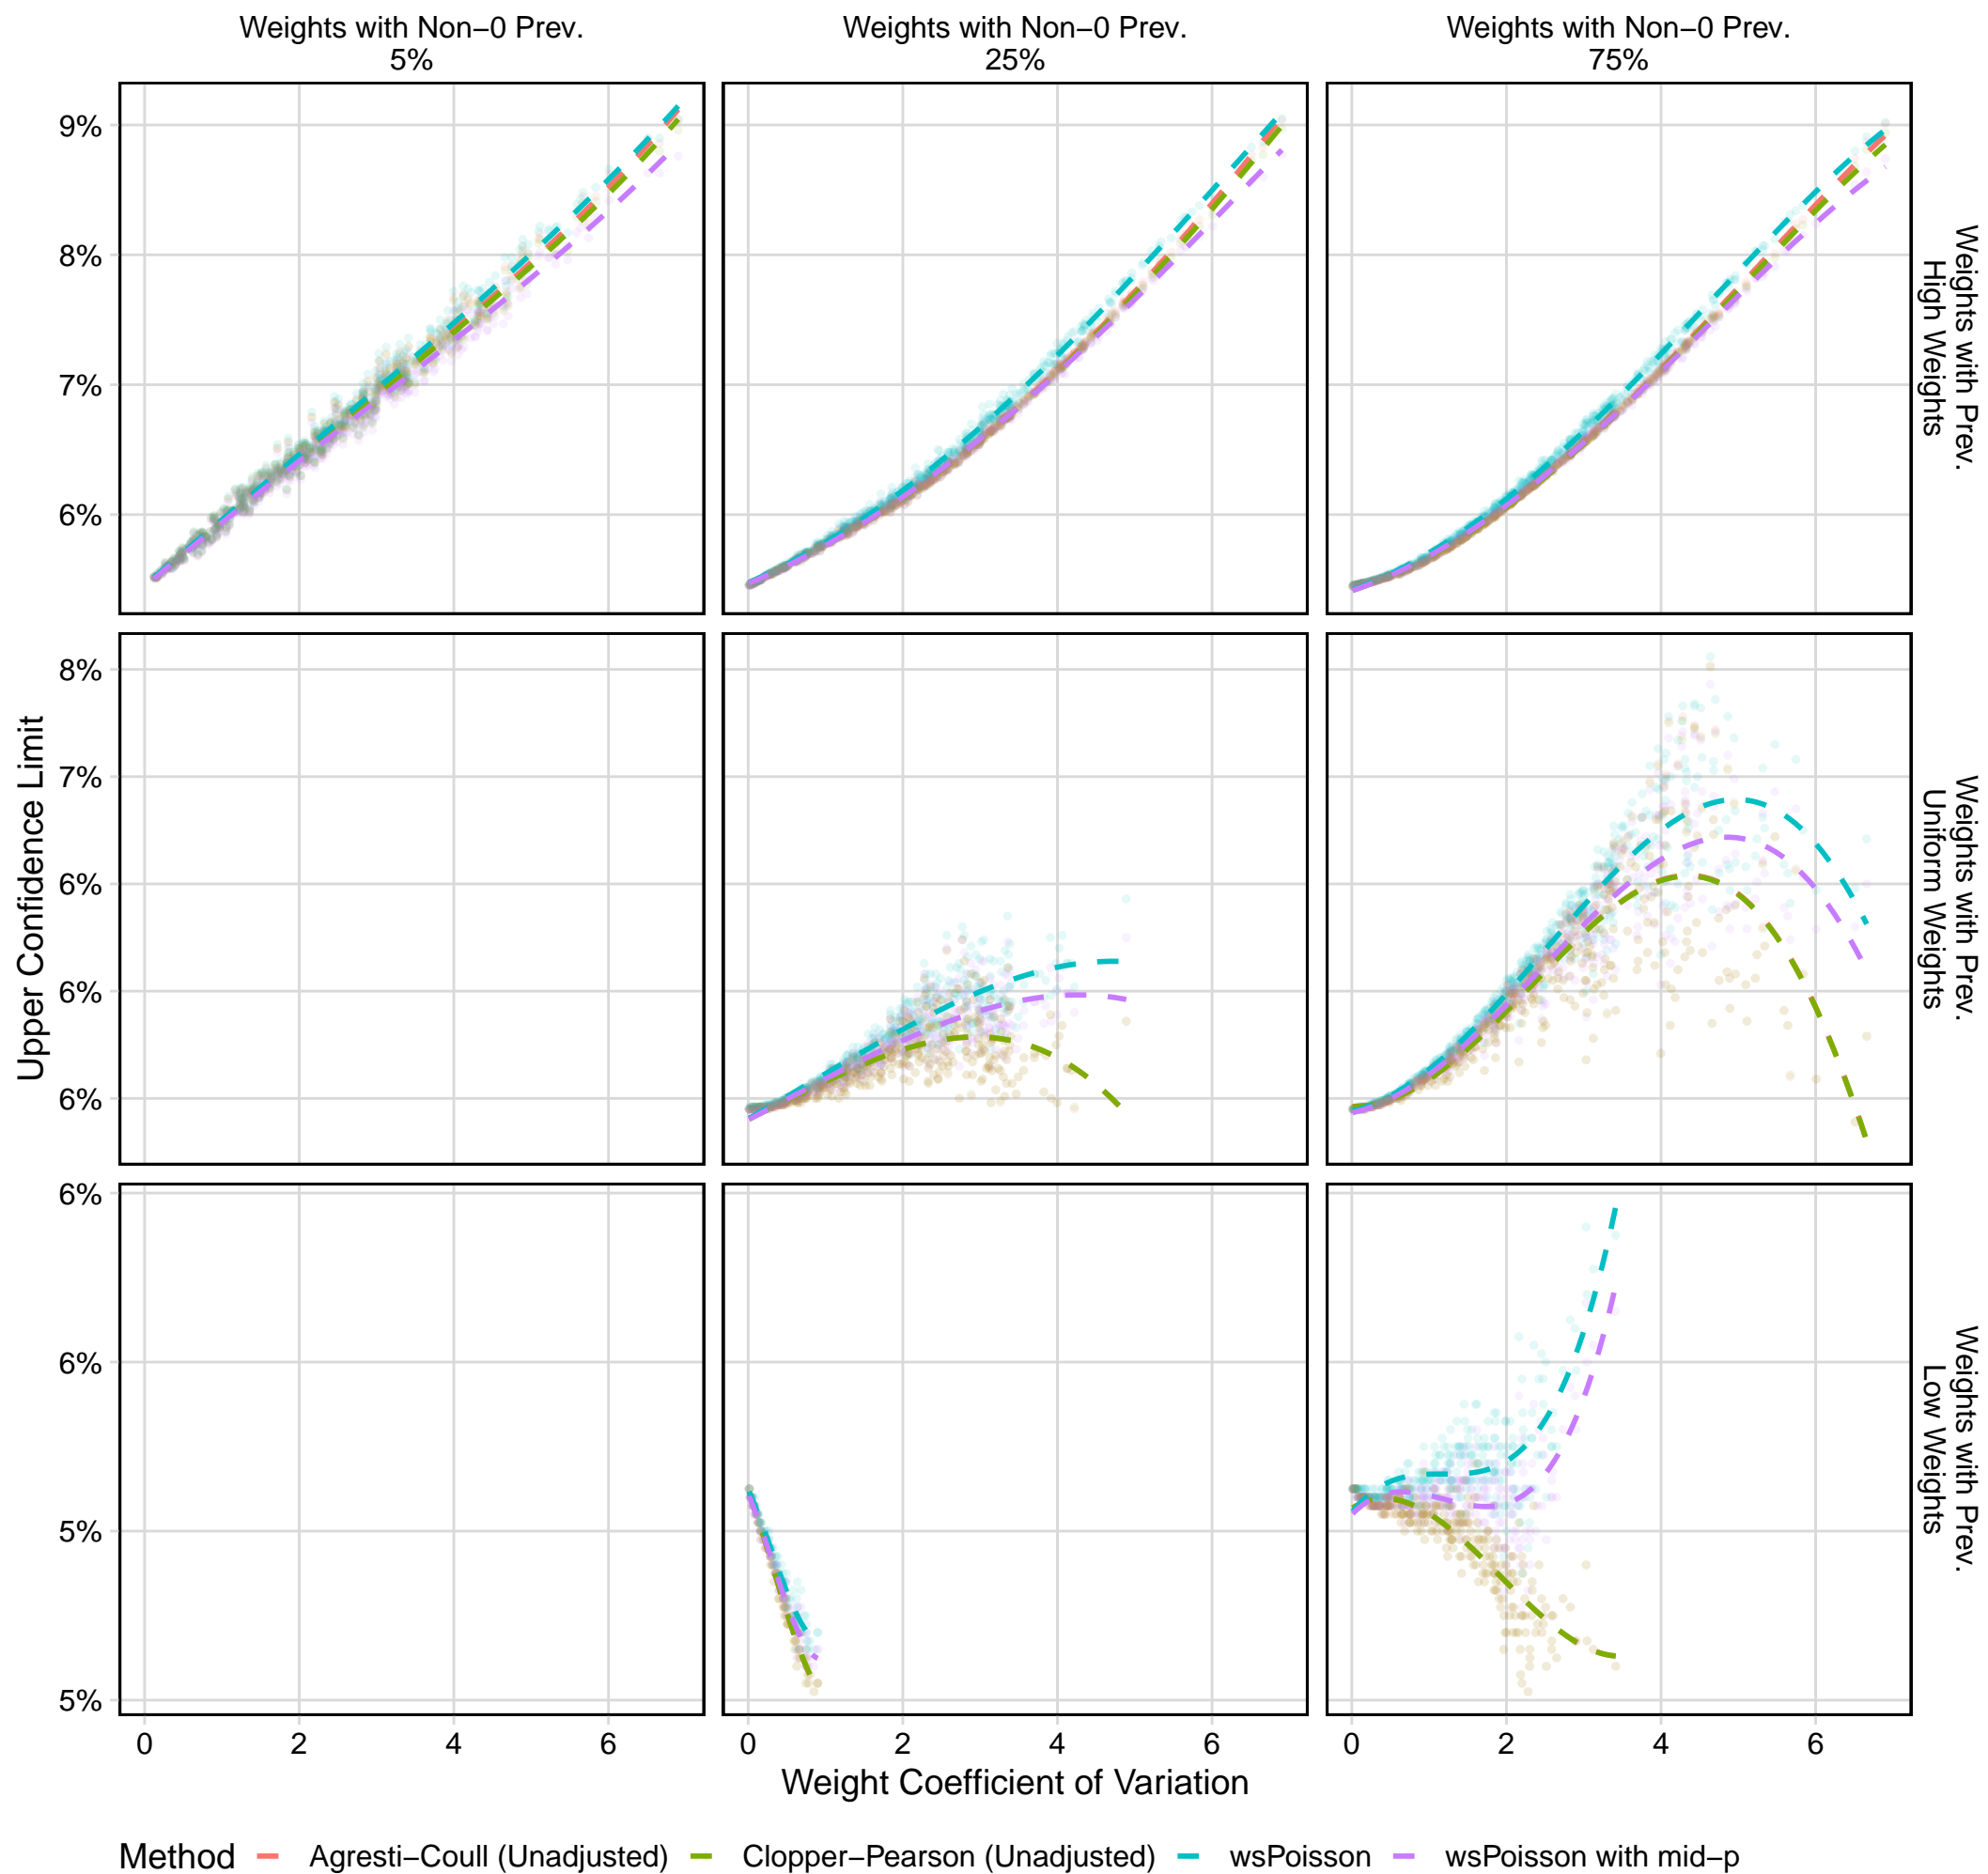 Weights with Non−0 Prev.
5%
Weights with Non−0 Prev.
25%
Weights with Non−0 Prev.
75%
9%
8%
7%
6%
Weights with Prev.
High Weights
8%
7%
6%
6%
6%
Weights with Prev.
Uniform Weights
6%
6%
5%
5%
Weights with Prev.
Low Weights
Upper Confidence Limit
0 2 4 6
0 2 4 6
0 2 4 6
Weight Coefficient of Variation
Method Agresti−Coull (Unadjusted) Clopper−Pearson (Unadjusted) wsPoisson wsPoisson with mid−p